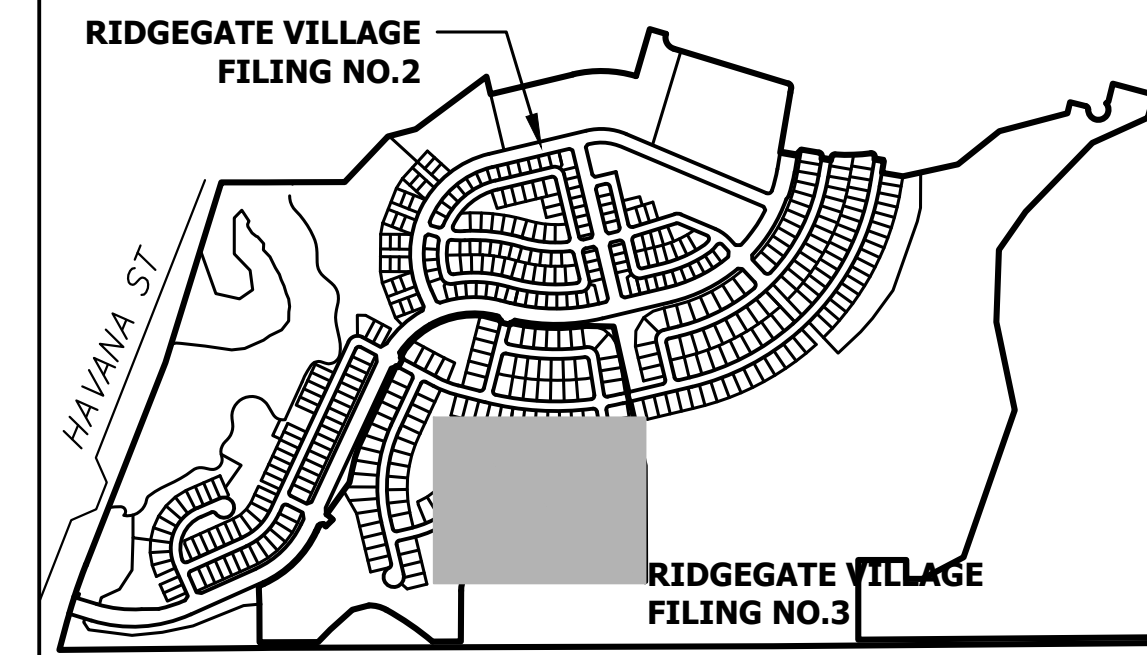 RIDGEGATE VILLAGE
FILING NO.2
HAVANA ST
RIDGEGATE VILLAGE
FILING NO.3